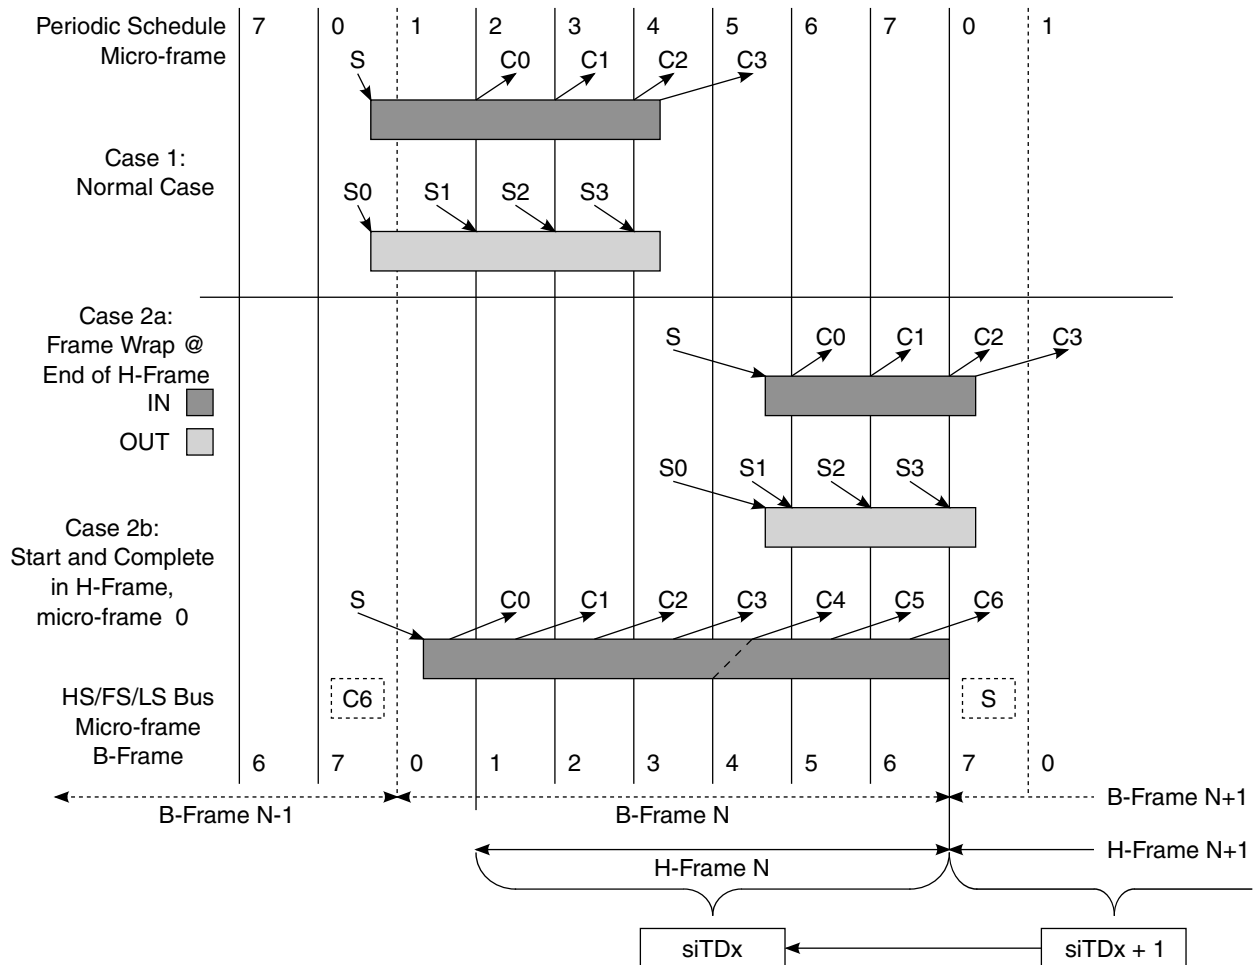 Periodic Schedule
Micro-frame
7 0 1 2 3 4 5 6 7 0 1
S C0 C1 C2 C3
Case 1:
Normal Case
S0 S1 S2 S3
Case 2a:
Frame Wrap @
End of H-Frame
S C0 C1 C2 C3
IN
OUT
S0 S1 S2 S3
Case 2b:
Start and Complete
in H-Frame,
micro-frame 0
S C0 C1 C2 C3 C4 C5 C6
HS/FS/LS Bus
Micro-frame
B-Frame
C6 S
6 7 0 1 2 3 4 5 6 7 0
B-Frame N-1 B-Frame N B-Frame N+1
H-Frame N H-Frame N+1
siTDx siTDx + 1